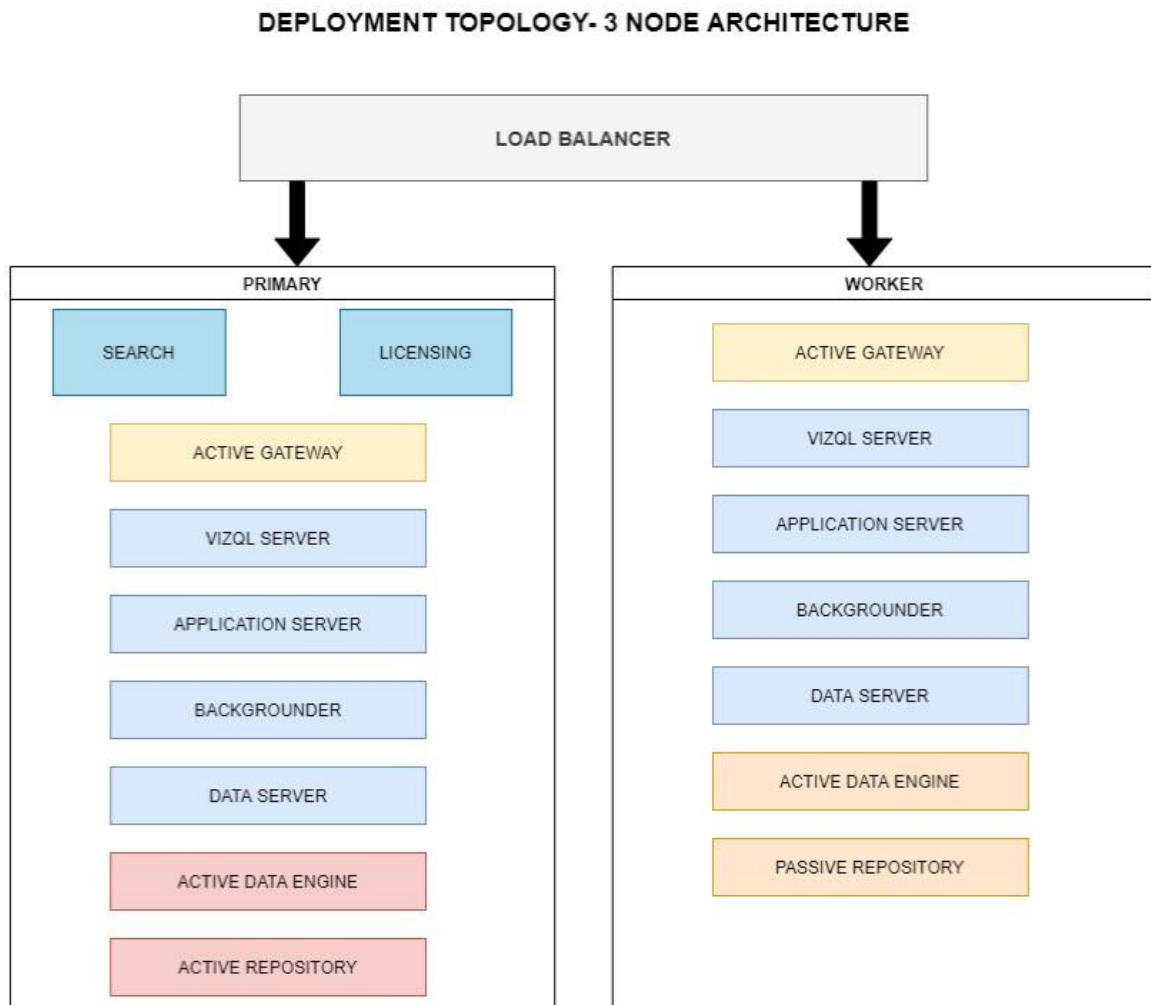 DEPLOYMENT TOPOLOGY- 3 NODE ARCHITECTURE
LOAD BALANCER
PRIMARY
SEARCH
LICENSING
ACTIVE GATEWAY
VIZQL SERVER
APPLICATION SERVER
BACKGROUNDER
DATA SERVER
ACTIVE DATA ENGINE
ACTIVE REPOSITORY
WORKER
ACTIVE GATEWAY
VIZQL SERVER
APPLICATION SERVER
BACKGROUNDER
DATA SERVER
ACTIVE DATA ENGINE
PASSIVE REPOSITORY